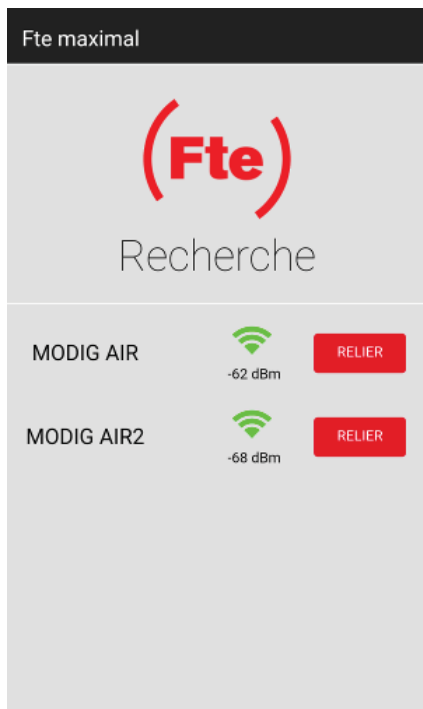 Fte maximal
(Fte)
Recherche
MODIG AIR
-62 dBm
RELIER
MODIG AIR2
-68 dBm
RELIER